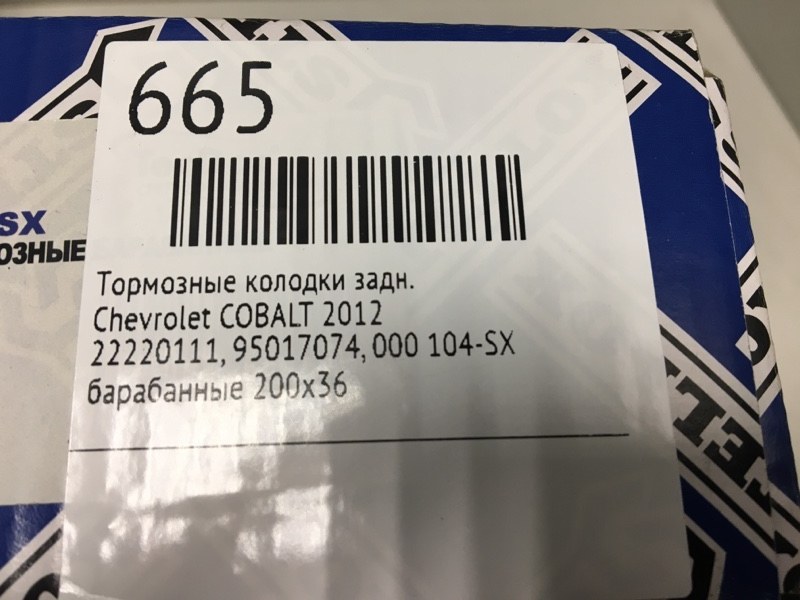 665
SX
ОЗНЫЕ
Тормозные колодки задн.
Chevrolet COBALT 2012
22220111, 95017074, 000 104-SX
барабанные 200x36